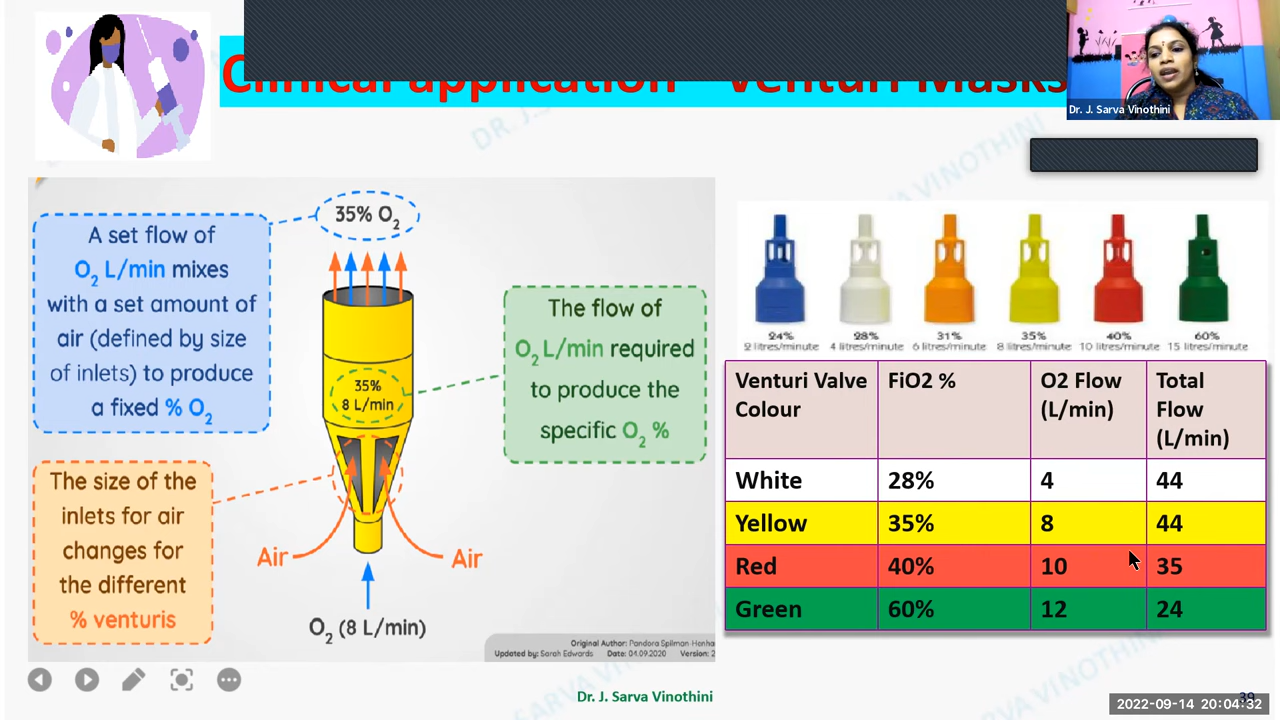 Clinical application - Venturi Masks
Dr. J. Sarva Vinothini
35% O2
A set flow of
O2 L/min mixes
with a set amount of
air (defined by size
of inlets) to produce
a fixed % O2
The flow of
O2 L/min required
to produce the
specific O2 %
35%
8 L/min
The size of the
inlets for air
changes for
the different
% venturis
Air
Air
O2 (8 L/min)
Original Author: Pandora Spilman-Henha
Updated by: Sarah Edwards Date: 04.09.2020 Version: 2
24% 28% 31% 35% 40% 60%
2 litres/minute 4 litres/minute 6 litres/minute 8 litres/minute 10 litres/minute 15 litres/minute
Venturi Valve Colour FiO2 % O2 Flow (L/min) Total Flow (L/min)
White 28% 4 44
Yellow 35% 8 44
Red 40% 10 35
Green 60% 12 24
Dr. J. Sarva Vinothini
39
2022-09-14 20:04:32